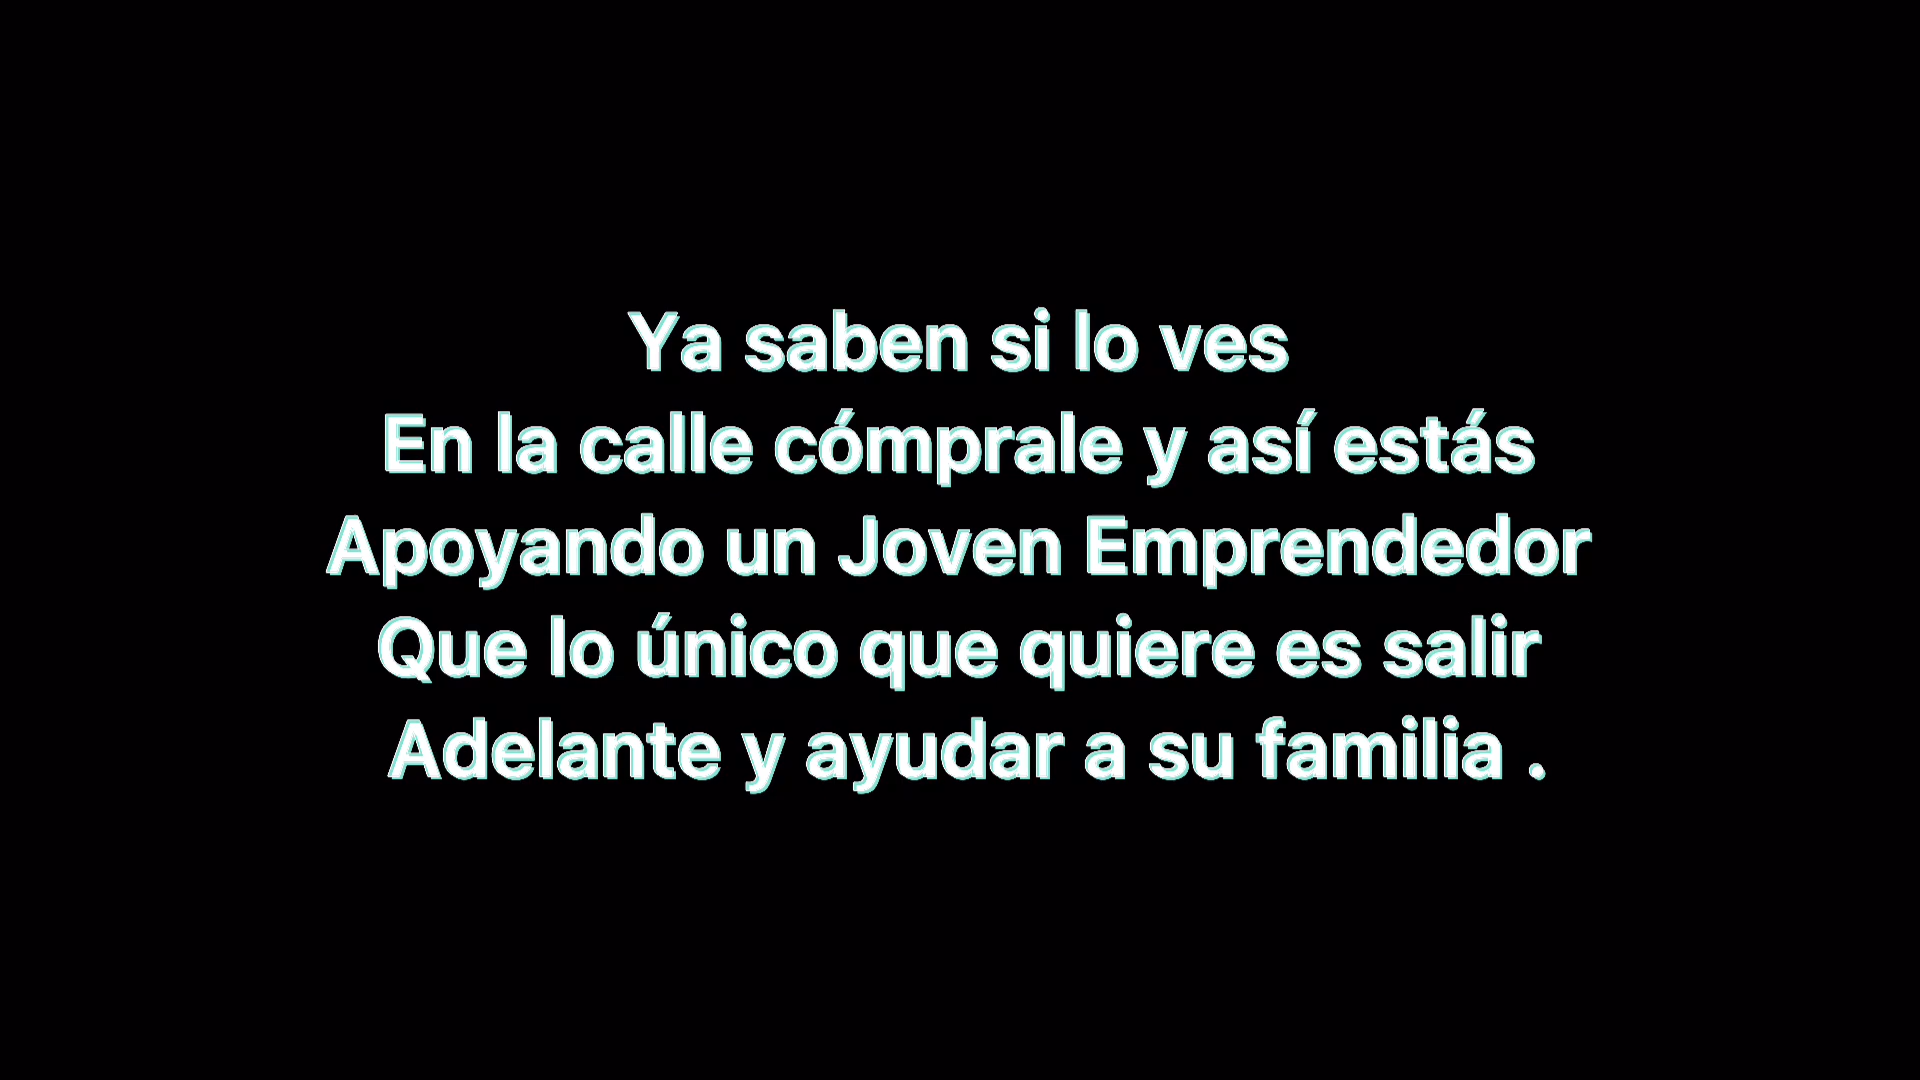 Ya saben si lo ves
En la calle cómprale y así estás
Apoyando un Joven Emprendedor
Que lo único que quiere es salir
Adelante y ayudar a su familia .